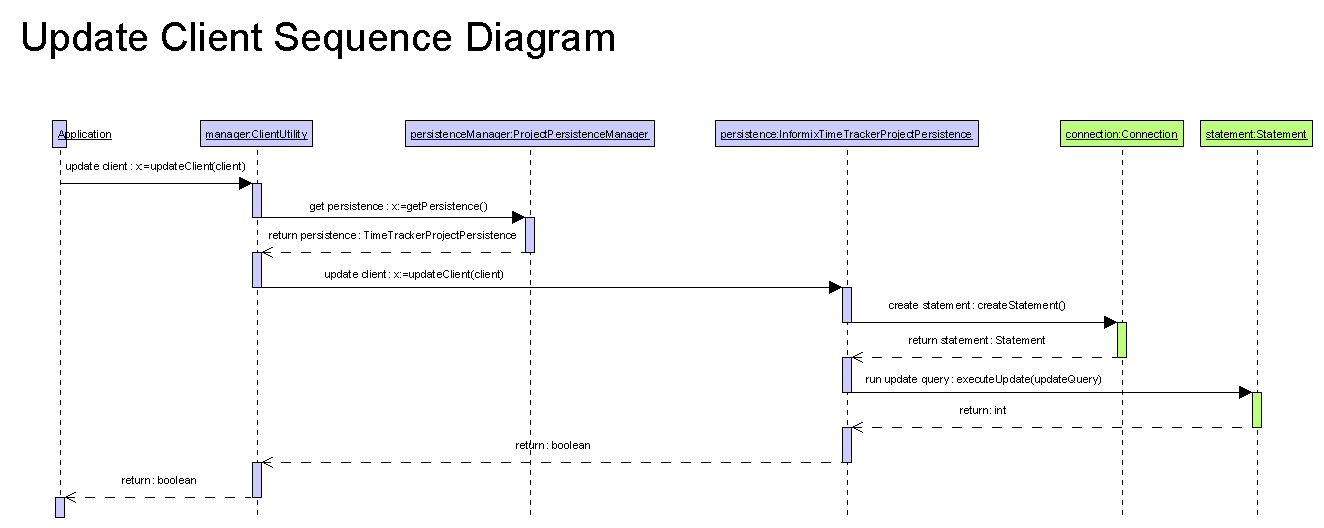 Update Client Sequence Diagram
Application
manager:ClientUtility
persistenceManager:ProjectPersistenceManager
persistence:InformixTimeTrackerProjectPersistence
connection:Connection
statement:Statement
update client : x:=updateClient(client)
get persistence : x:=getPersistence()
return persistence : TimeTrackerProjectPersistence
update client : x:=updateClient(client)
create statement : createStatement()
return statement : Statement
run update query : executeUpdate(updateQuery)
return : int
return : boolean
return : boolean